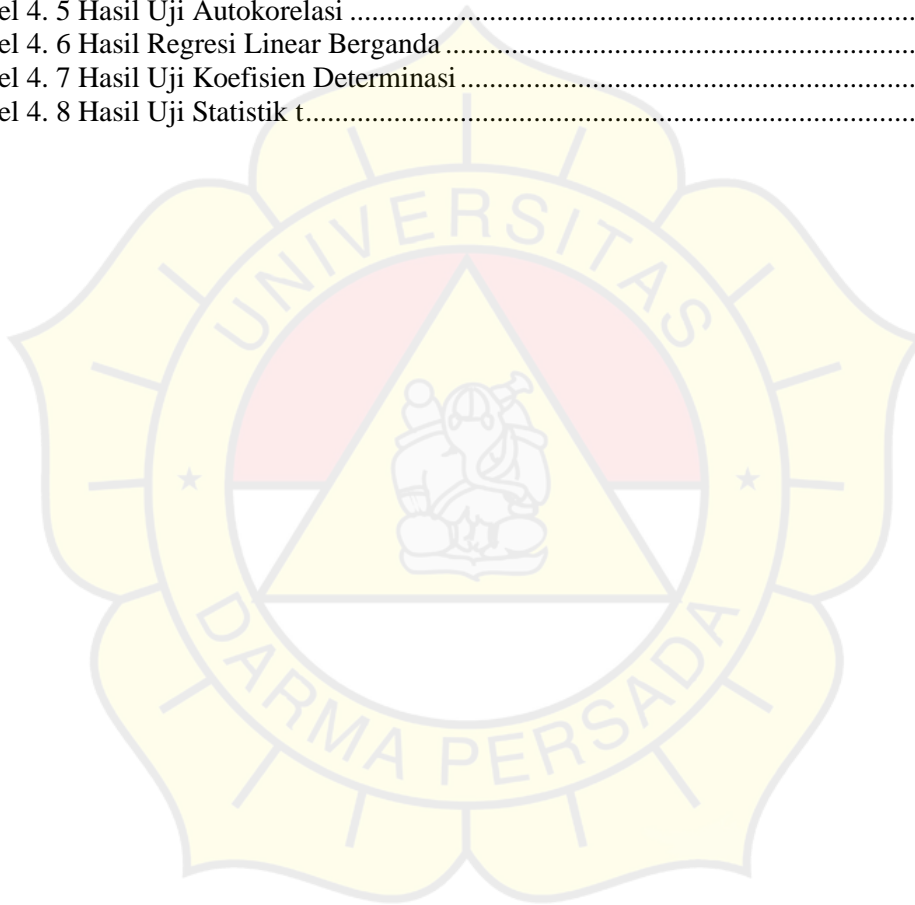 el 4. 5 Hasil Uji Autokorelasi ....................................................................................
el 4. 6 Hasil Regresi Linear Berganda .......................................................................
el 4. 7 Hasil Uji Koefisien Determinasi .....................................................................
el 4. 8 Hasil Uji Statistik t..........................................................................................
UNIVERSITAS
DARMA PERSADA